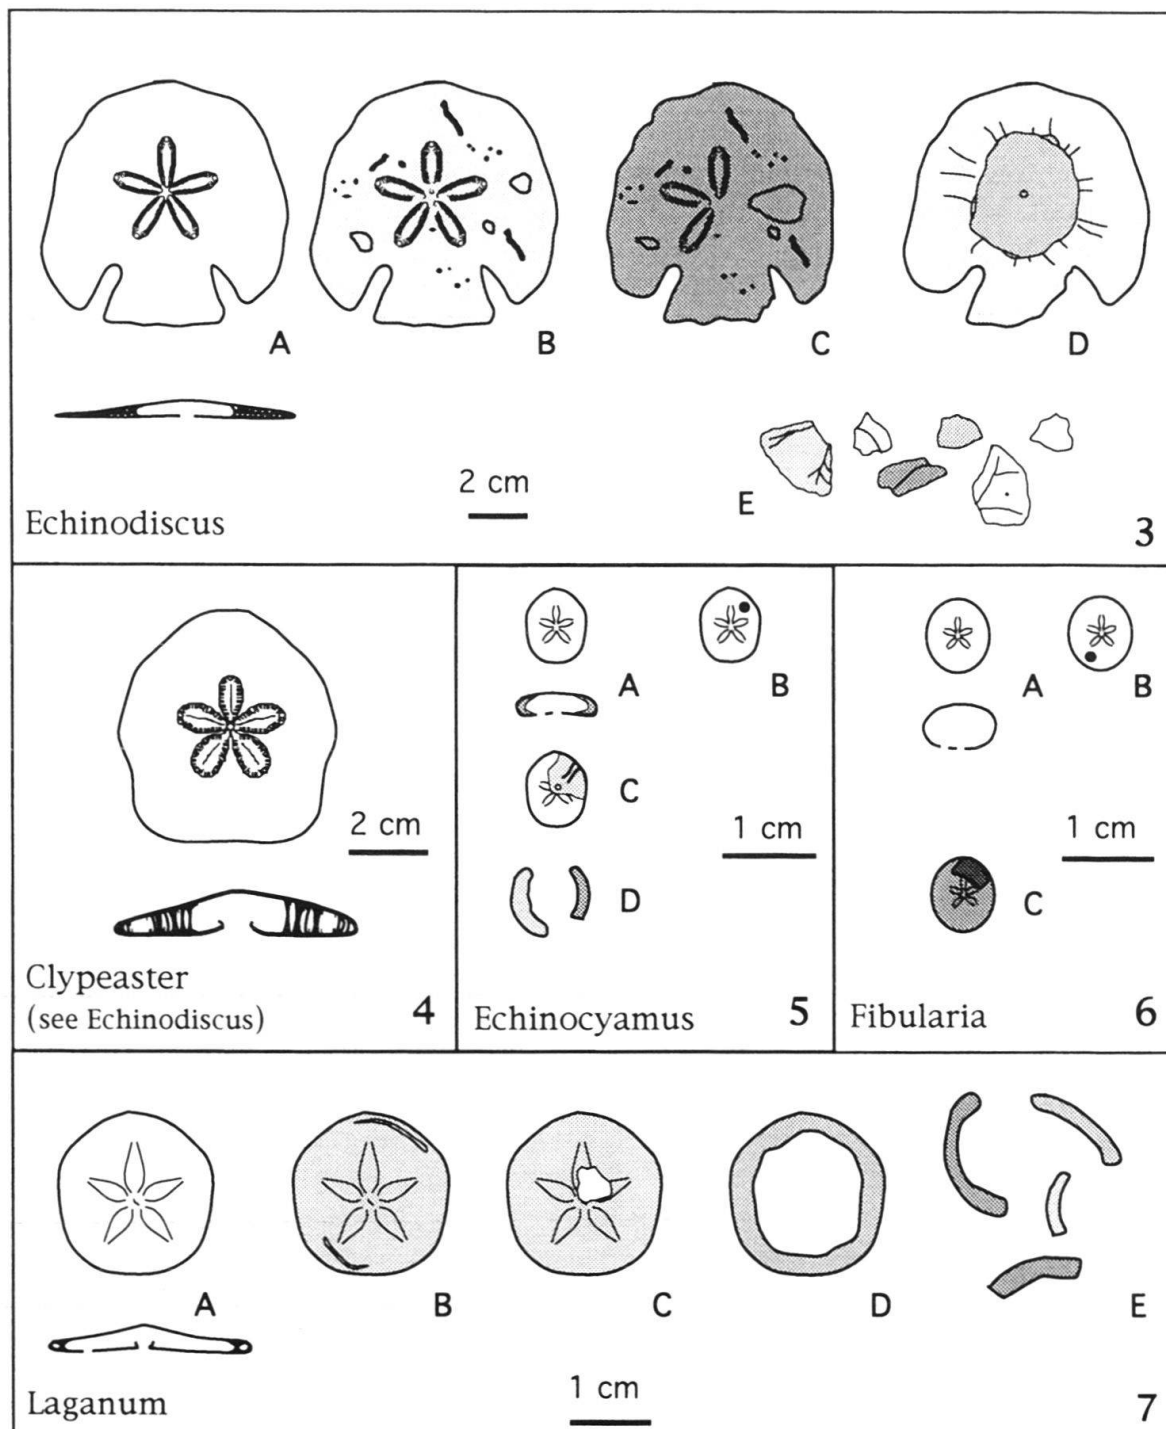 A
B
C
D
2 cm
E
Echinodiscus
3
2 cm
Clypeaster
(see Echinodiscus)
4
A
B
C
1 cm
D
Echinocyamus
5
A
B
1 cm
C
Fibularia
6
A
B
C
D
E
1 cm
Laganum
7